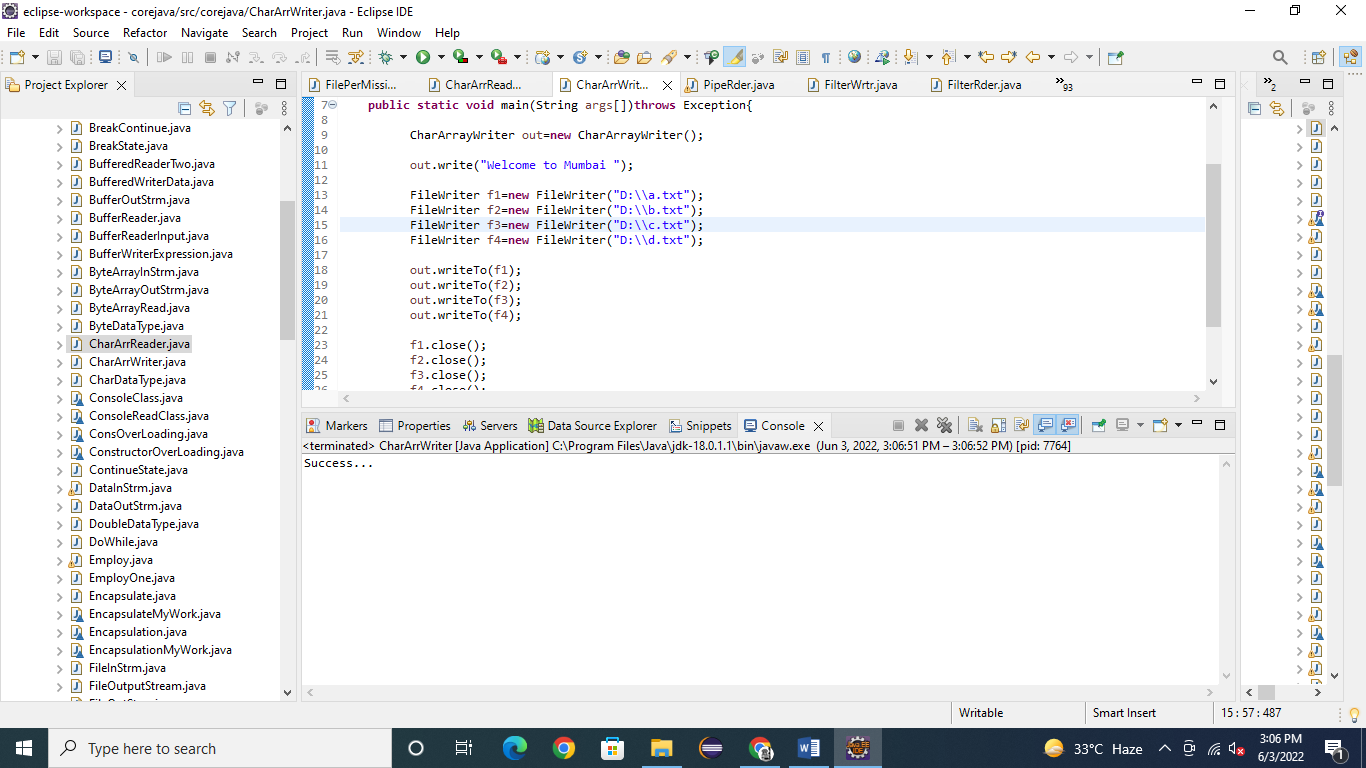 eclipse-workspace - corejava/src/corejava/CharArrWriter.java - Eclipse IDE
File Edit Source Refactor Navigate Search Project Run Window Help
Project Explorer
FilePerMissi...
CharArrRead...
CharArrWrit...
PipeRder.java
FilterWrtr.java
FilterRder.java
93
2
BreakContinue.java
BreakState.java
BufferedReaderTwo.java
BufferedWriterData.java
BufferOutStrm.java
BufferReader.java
BufferReaderInput.java
BufferWriterExpression.java
ByteArrayInStrm.java
ByteArrayOutStrm.java
ByteArrayRead.java
ByteDataType.java
CharArrReader.java
CharArrWriter.java
CharDataType.java
ConsoleClass.java
ConsoleReadClass.java
ConsOverLoading.java
ConstructorOverLoading.java
ContinueState.java
DataInStrm.java
DataOutStrm.java
DoubleDataType.java
DoWhile.java
Employ.java
EmployOne.java
Encapsulate.java
EncapsulateMyWork.java
Encapsulation.java
EncapsulationMyWork.java
FileInStrm.java
FileOutputStream.java
7 public static void main(String args[])throws Exception{
8
9 CharArrayWriter out=new CharArrayWriter();
10
11 out.write("Welcome to Mumbai ");
12
13 FileWriter f1=new FileWriter("D:\\a.txt");
14 FileWriter f2=new FileWriter("D:\\b.txt");
15 FileWriter f3=new FileWriter("D:\\c.txt");
16 FileWriter f4=new FileWriter("D:\\d.txt");
17
18 out.writeTo(f1);
19 out.writeTo(f2);
20 out.writeTo(f3);
21 out.writeTo(f4);
22
23 f1.close();
24 f2.close();
25 f3.close();
26 f4.close();
Markers Properties Servers Data Source Explorer Snippets Console
<terminated> CharArrWriter [Java Application] C:\Program Files\Java\jdk-18.0.1.1\bin\javaw.exe (Jun 3, 2022, 3:06:51 PM – 3:06:52 PM) [pid: 7764]
Success...
Writable Smart Insert 15 : 57 : 487
Type here to search
33°C Haze
3:06 PM
6/3/2022
1